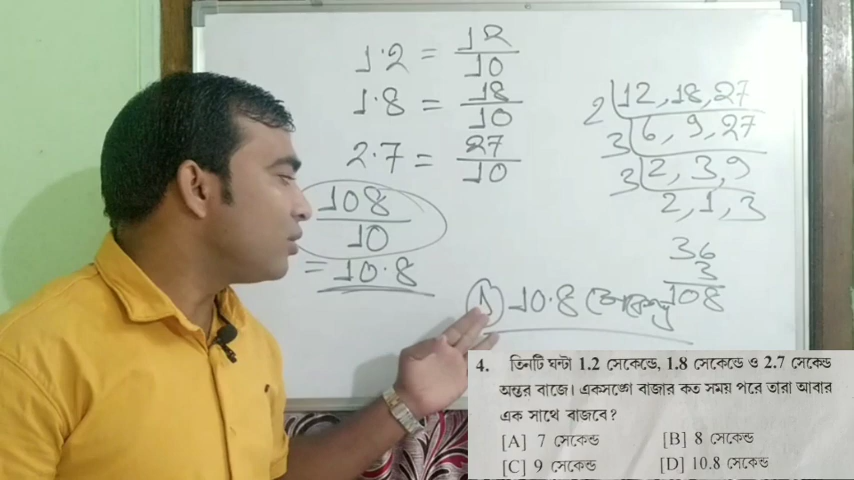 1.2 = 12/10
1.8 = 18/10
2.7 = 27/10
108/10
= 10.8
2 | 12, 18, 27
3 | 6, 9, 27
3 | 2, 3, 9
2, 1, 3
36
3
108
10.8 সেকেন্ড
4. তিনটি ঘন্টা 1.2 সেকেন্ডে, 1.8 সেকেন্ডে ও 2.7 সেকেন্ড
অন্তর বাজে। একসঙ্গে বাজার কত সময় পরে তারা আবার
এক সাথে বাজবে?
[A] 7 সেকেন্ড [B] 8 সেকেন্ড
[C] 9 সেকেন্ড [D] 10.8 সেকেন্ড